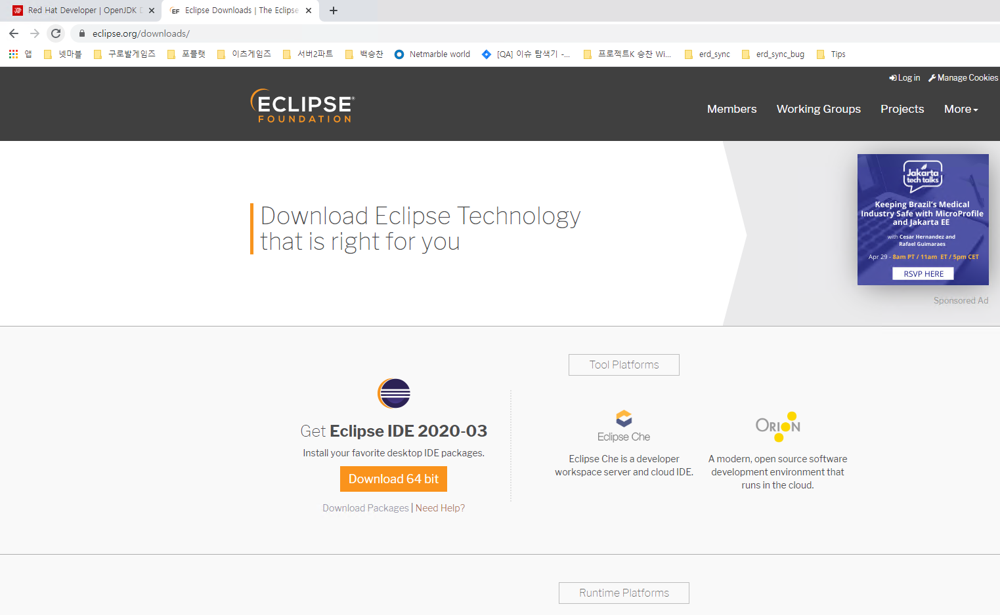 Red Hat Developer | OpenJDK
EF Eclipse Downloads | The Eclipse
eclipse.org/downloads/
앱 넷마블 구로발게임즈 포플랫 이츠게임즈 서버2파트 백승찬 Netmarble world [QA] 이슈 탐색기 -... 프로젝트K 승찬 Wi... erd_sync erd_sync_bug Tips
Log in Manage Cookies
ECLIPSE®
FOUNDATION
Members Working Groups Projects More
Download Eclipse Technology
that is right for you
Jakarta
tech talks
Keeping Brazil's Medical
Industry Safe with MicroProfile
and Jakarta EE
with Cesar Hernandez and
Rafael Guimaraes
Apr 29 - 8am PT / 11am ET / 5pm CET
RSVP HERE
Sponsored Ad
Get Eclipse IDE 2020-03
Install your favorite desktop IDE packages.
Download 64 bit
Download Packages | Need Help?
Tool Platforms
Eclipse Che
Eclipse Che is a developer
workspace server and cloud IDE.
ORION
A modern, open source software
development environment that
runs in the cloud.
Runtime Platforms